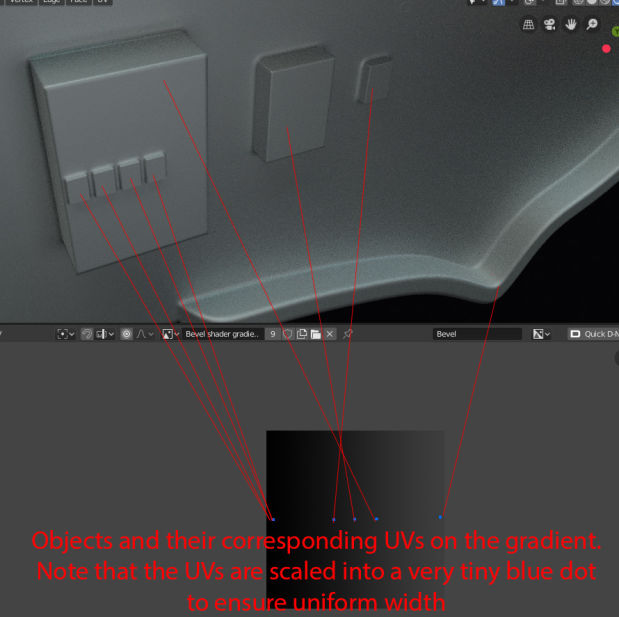 Vertex Edge Face UV
Bevel shader gradie.. 9 Bevel Quick D-N
Objects and their corresponding UVs on the gradient.
Note that the UVs are scaled into a very tiny blue dot
to ensure uniform width